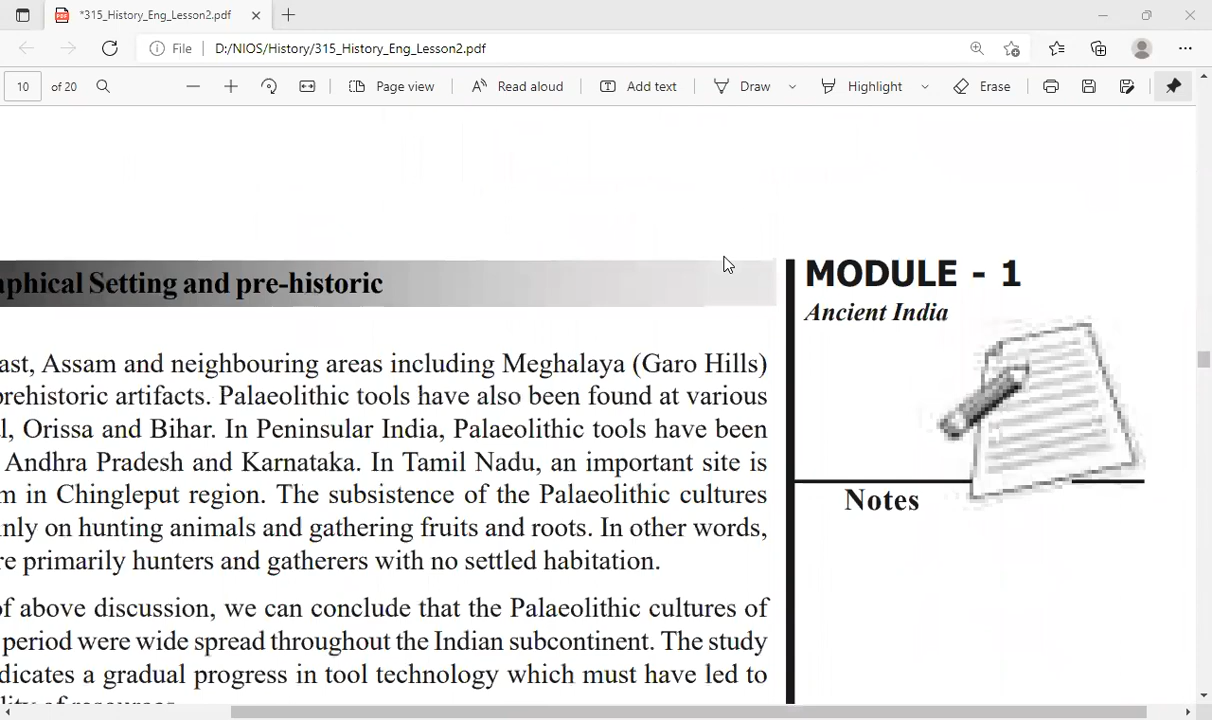 *315_History_Eng_Lesson2.pdf
File D:/NIOS/History/315_History_Eng_Lesson2.pdf
10 of 20 Page view Read aloud Add text Draw Highlight Erase
aphical Setting and pre-historic
MODULE - 1
Ancient India
Notes
ast, Assam and neighbouring areas including Meghalaya (Garo Hills)
prehistoric artifacts. Palaeolithic tools have also been found at various
l, Orissa and Bihar. In Peninsular India, Palaeolithic tools have been
Andhra Pradesh and Karnataka. In Tamil Nadu, an important site is
m in Chingleput region. The subsistence of the Palaeolithic cultures
inly on hunting animals and gathering fruits and roots. In other words,
re primarily hunters and gatherers with no settled habitation.
of above discussion, we can conclude that the Palaeolithic cultures of
period were wide spread throughout the Indian subcontinent. The study
dicates a gradual progress in tool technology which must have led to
lity of resources.